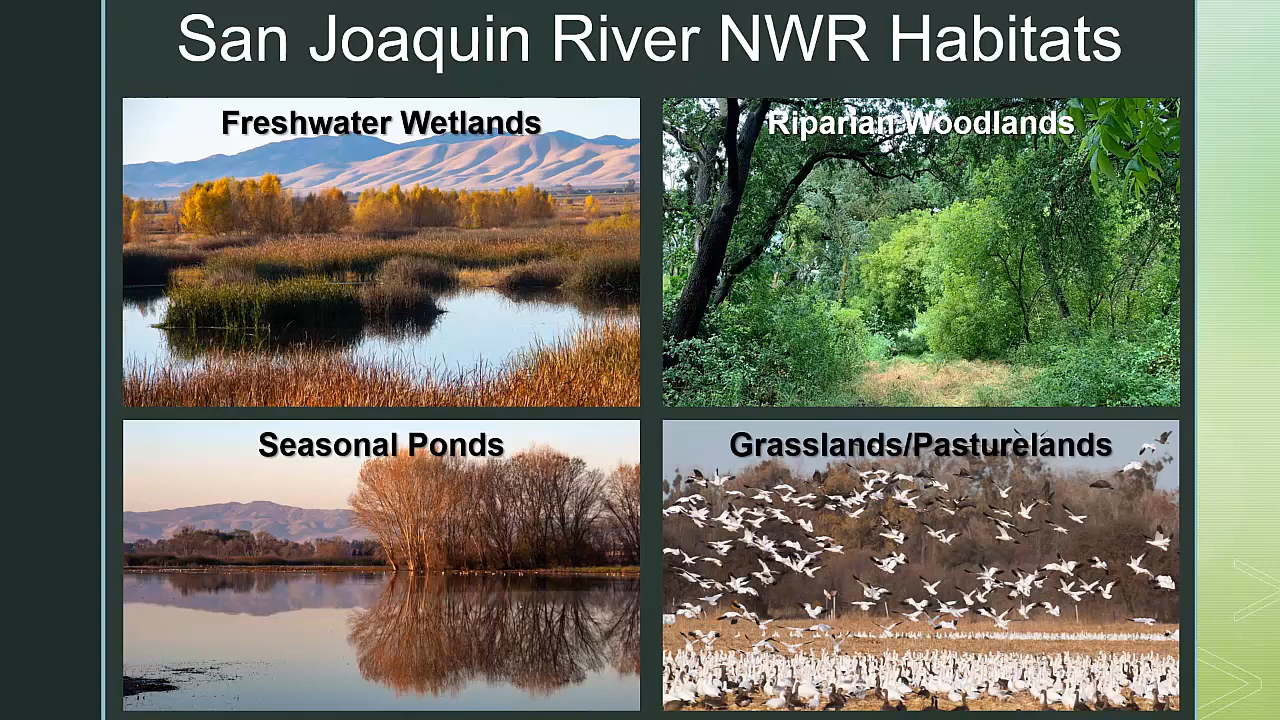 San Joaquin River NWR Habitats
Freshwater Wetlands
Riparian Woodlands
Seasonal Ponds
Grasslands/Pasturelands